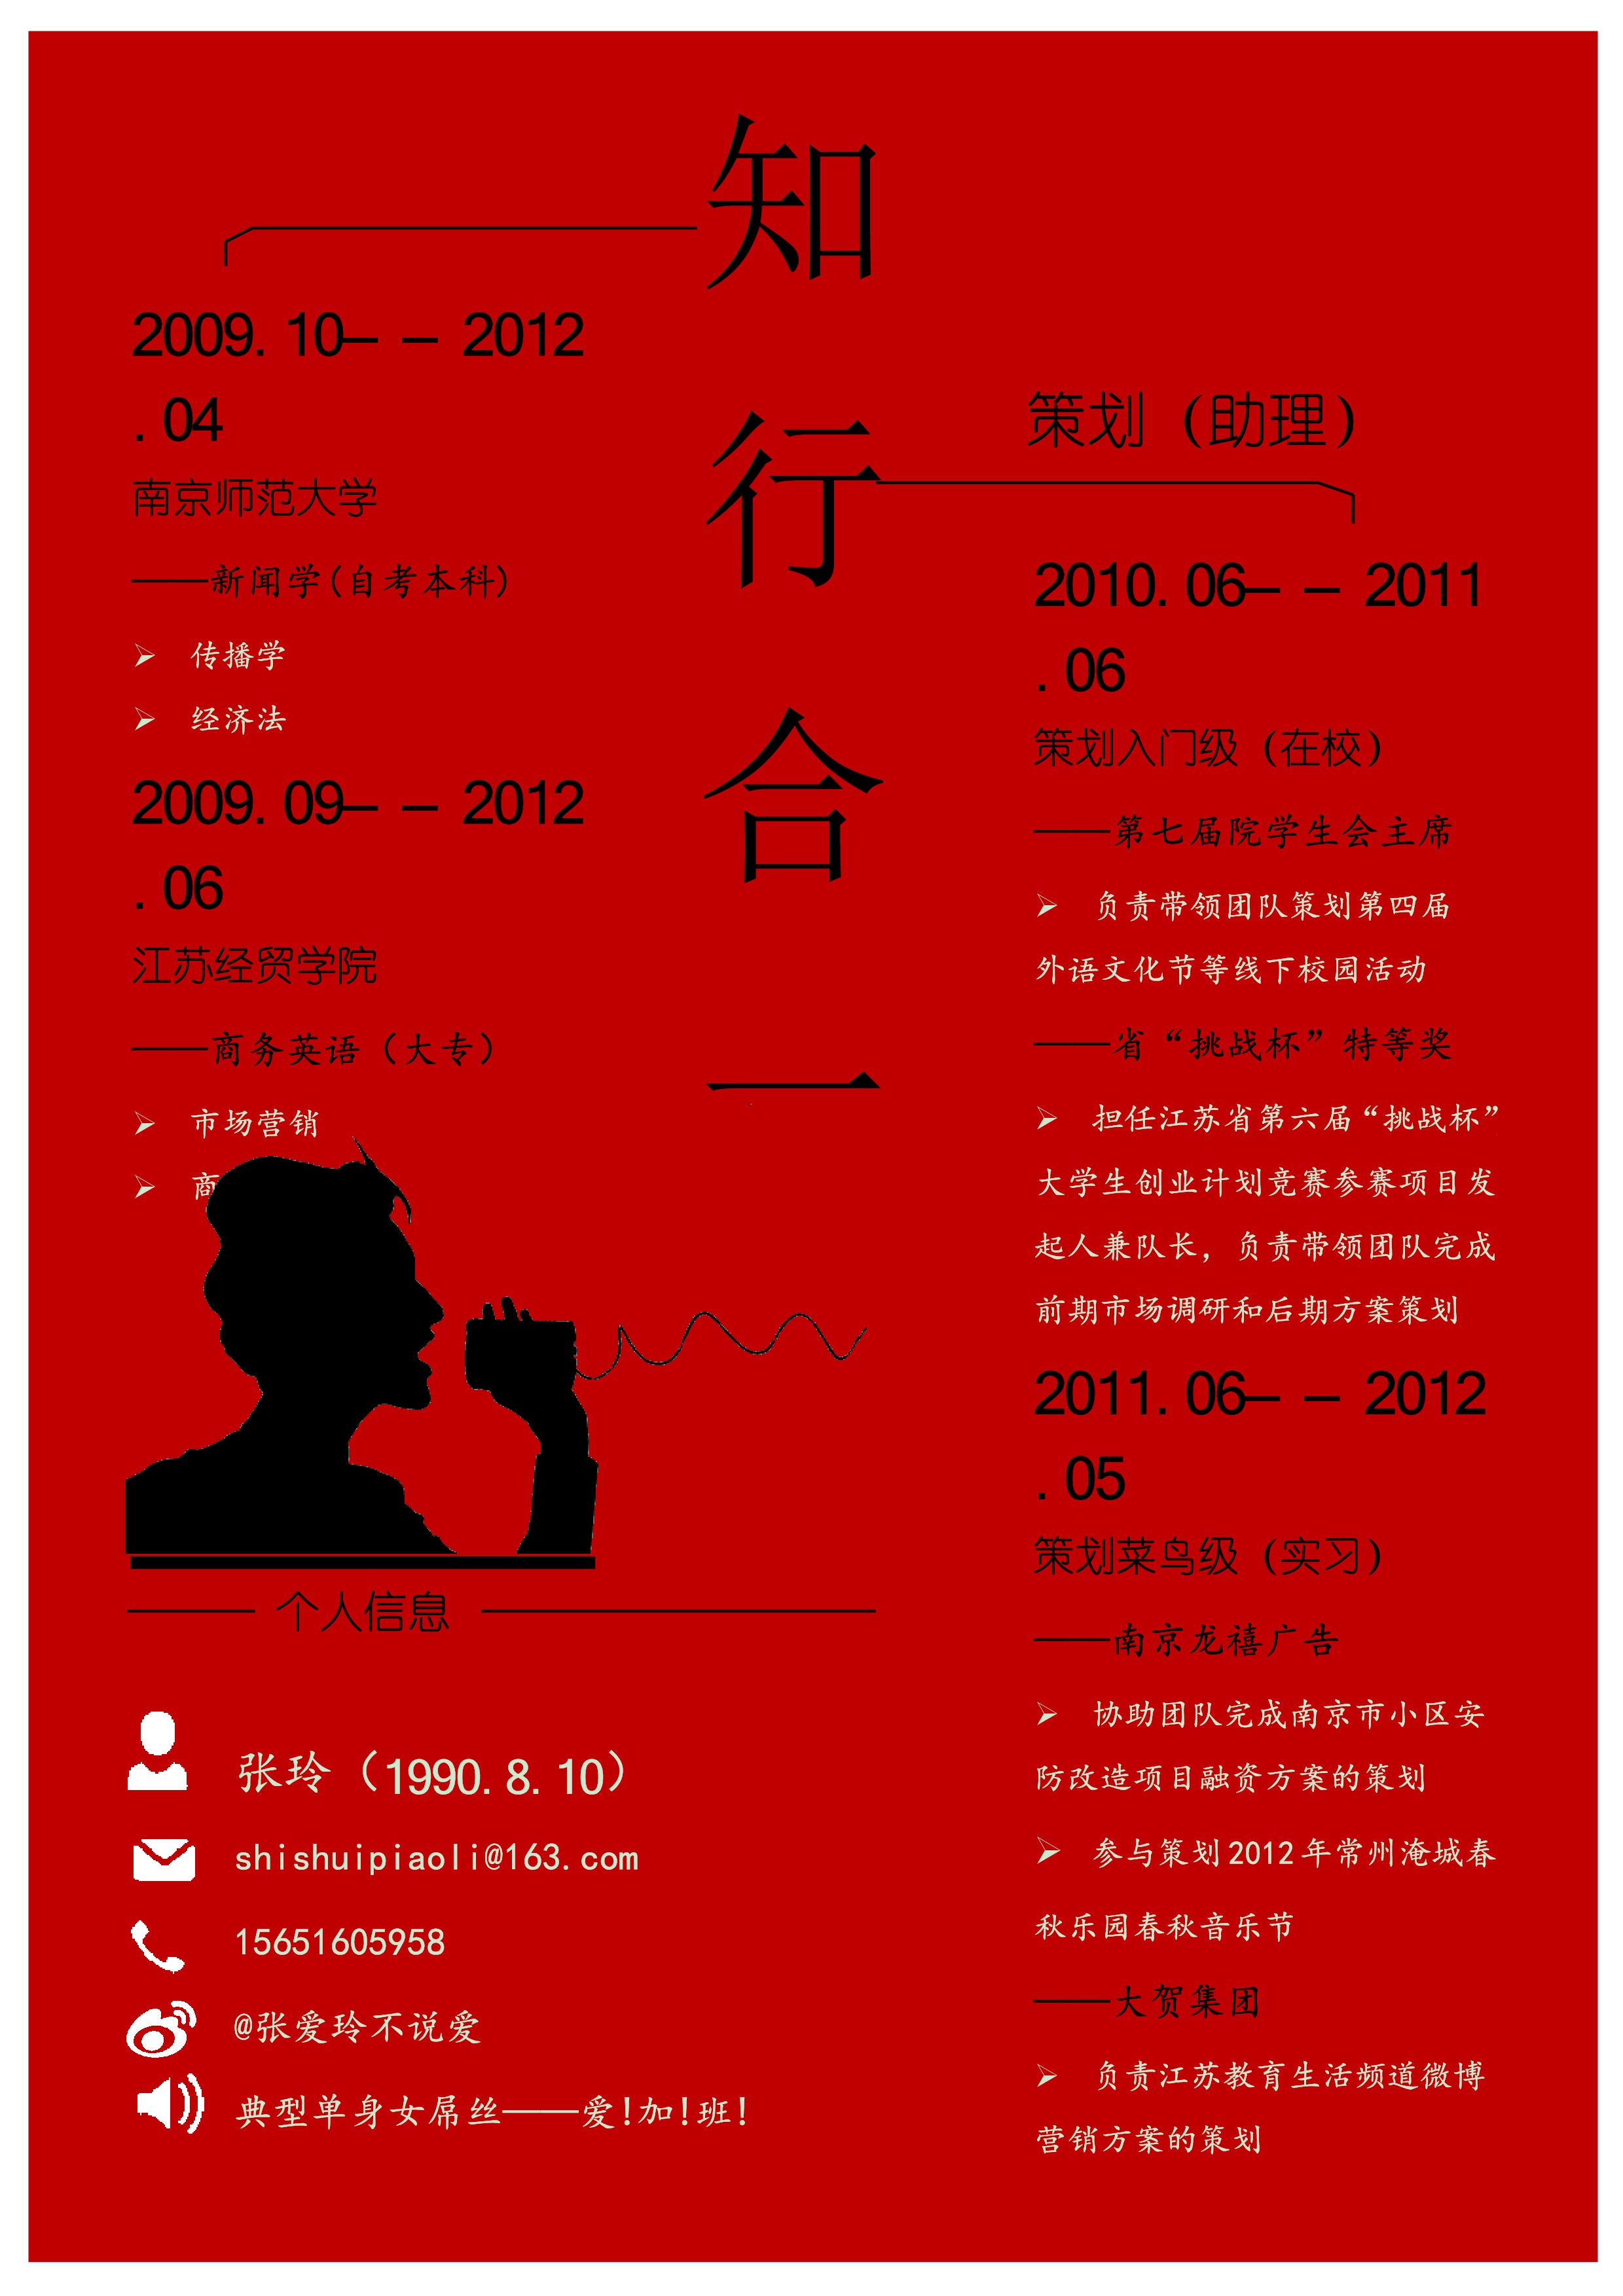 知
行
合
一
2009.10——2012
.04
南京师范大学
——新闻学(自考本科)
传播学
经济法
2009.09——2012
.06
江苏经贸学院
——商务英语（大专）
市场营销
商
个人信息
张玲（1990.8.10）
shishuipiaoli@163.com
15651605958
@张爱玲不说爱
典型单身女屌丝——爱!加!班!
策划（助理）
2010.06——2011
.06
策划入门级（在校）
——第七届院学生会主席
负责带领团队策划第四届
外语文化节等线下校园活动
——省“挑战杯”特等奖
担任江苏省第六届“挑战杯”
大学生创业计划竞赛参赛项目发
起人兼队长，负责带领团队完成
前期市场调研和后期方案策划
2011.06——2012
.05
策划菜鸟级（实习）
——南京龙禧广告
协助团队完成南京市小区安
防改造项目融资方案的策划
参与策划2012年常州淹城春
秋乐园春秋音乐节
——大贺集团
负责江苏教育生活频道微博
营销方案的策划